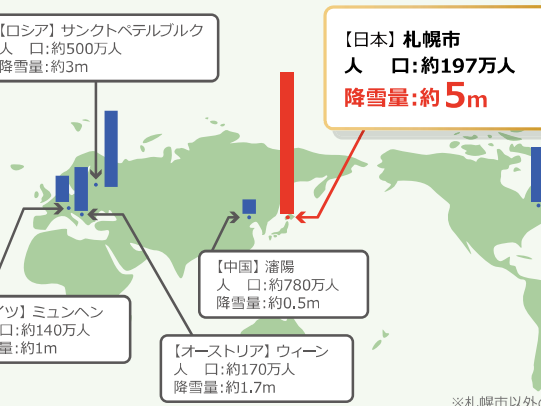 【ロシア】サンクトペテルブルク
人　口：約500万人
降雪量：約3m
【日本】札幌市
人　口：約197万人
降雪量：約5m
【中国】瀋陽
人　口：約780万人
降雪量：約0.5m
イツ】ミュンヘン
口：約140万人
量：約1m
【オーストリア】ウィーン
人　口：約170万人
降雪量：約1.7m
※札幌市以外の